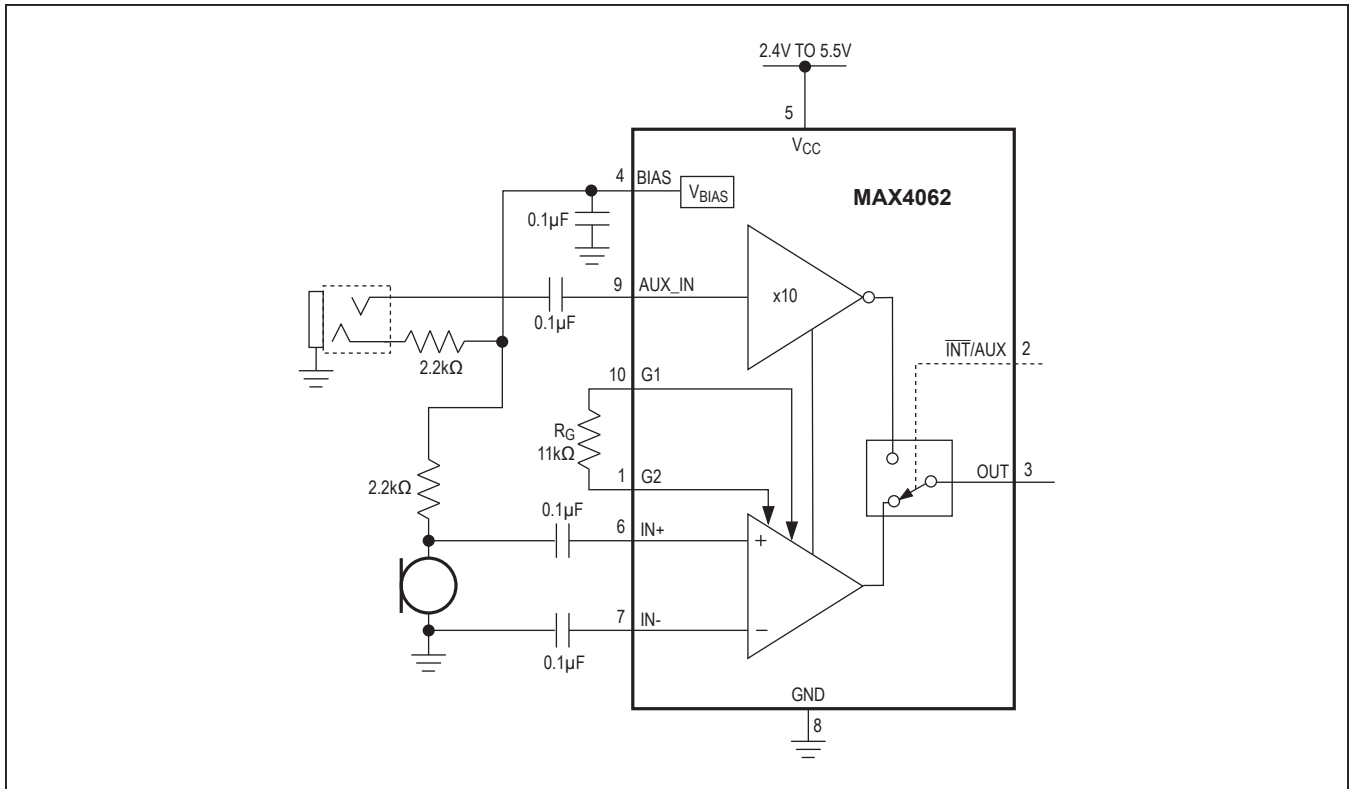 2.4V TO 5.5V
5
VCC
4 BIAS
VBIAS
MAX4062
0.1µF
9 AUX_IN
x10
0.1µF
INT/AUX 2
2.2kΩ
10 G1
RG
11kΩ
OUT 3
1 G2
2.2kΩ
0.1µF
6 IN+
+
7 IN-
−
0.1µF
GND
8